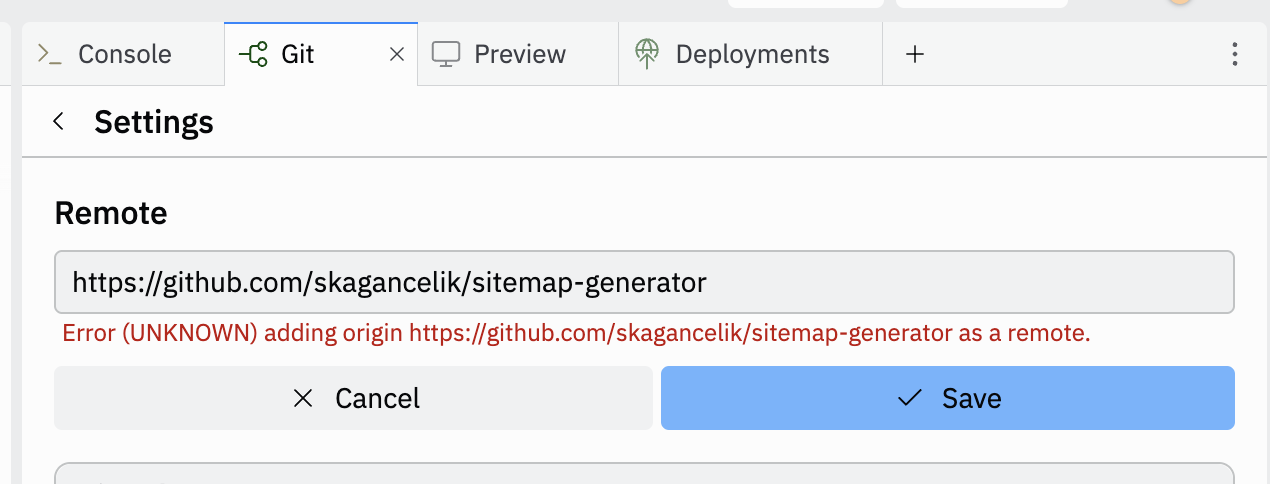 Console Git Preview Deployments
Settings
Remote
https://github.com/skagancelik/sitemap-generator
Error (UNKNOWN) adding origin https://github.com/skagancelik/sitemap-generator as a remote.
Cancel Save